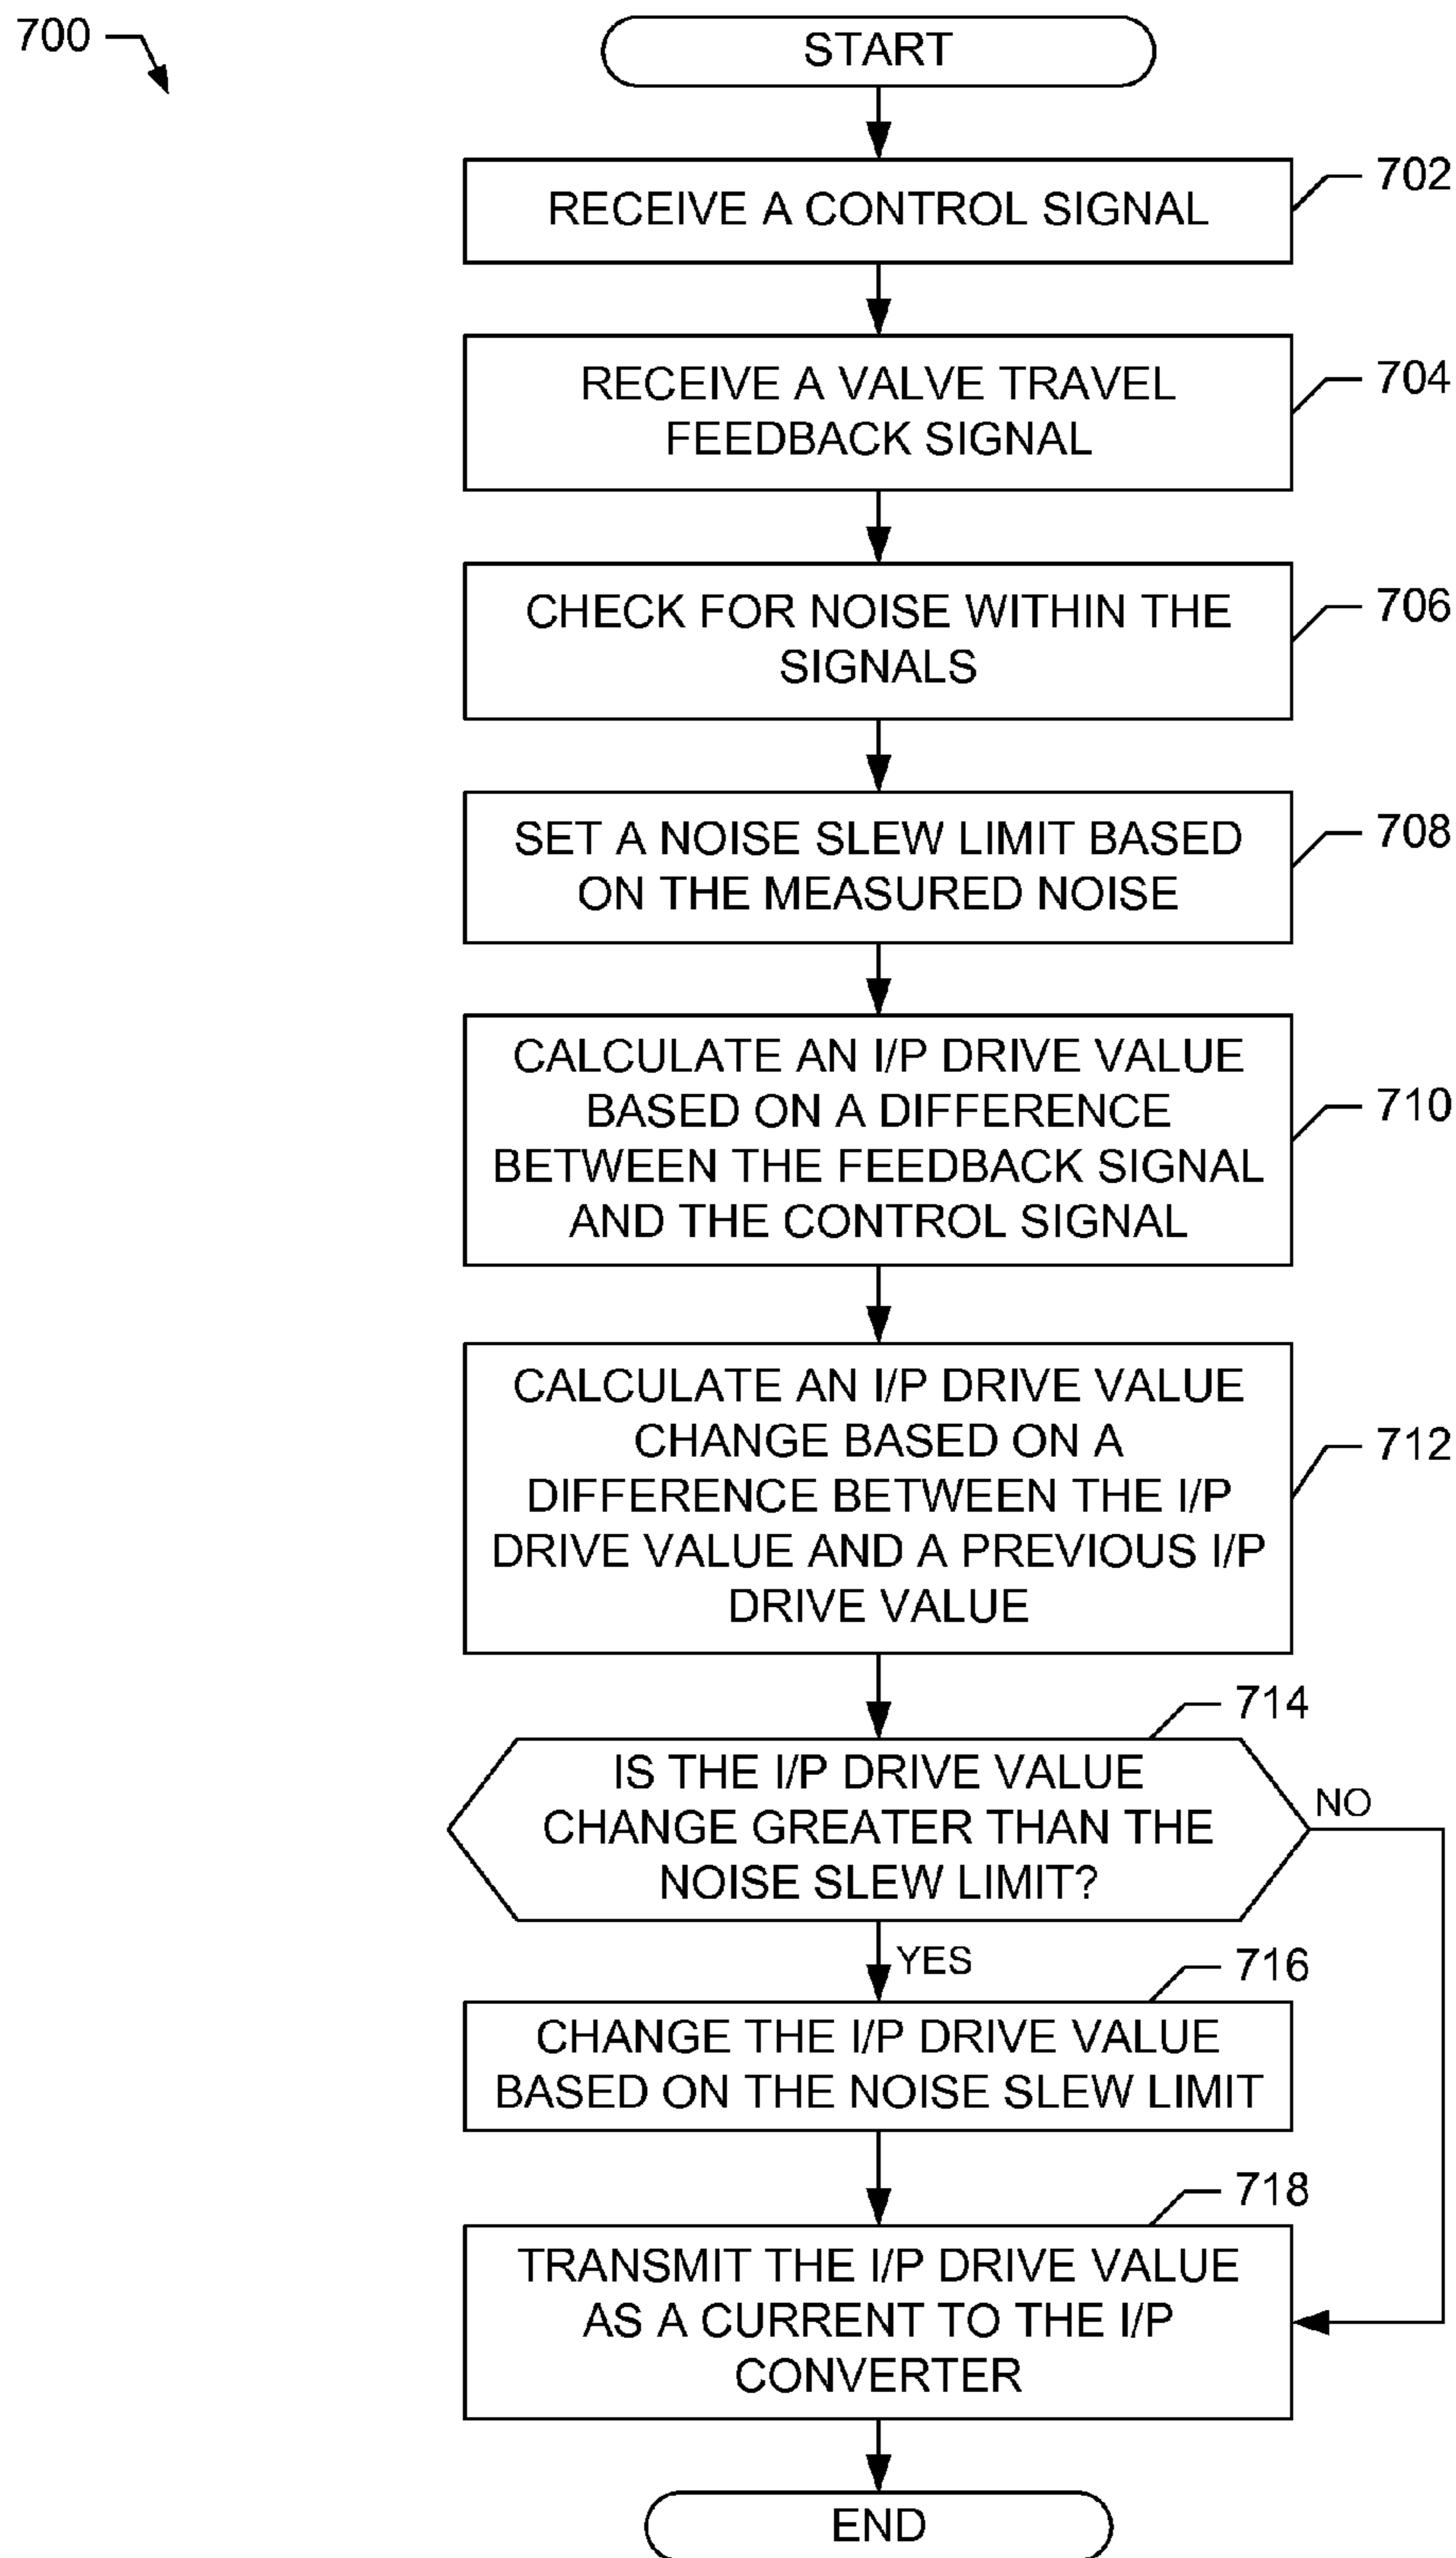 700
START
RECEIVE A CONTROL SIGNAL
702
RECEIVE A VALVE TRAVEL
FEEDBACK SIGNAL
704
CHECK FOR NOISE WITHIN THE
SIGNALS
706
SET A NOISE SLEW LIMIT BASED
ON THE MEASURED NOISE
708
CALCULATE AN I/P DRIVE VALUE
BASED ON A DIFFERENCE
BETWEEN THE FEEDBACK SIGNAL
AND THE CONTROL SIGNAL
710
CALCULATE AN I/P DRIVE VALUE
CHANGE BASED ON A
DIFFERENCE BETWEEN THE I/P
DRIVE VALUE AND A PREVIOUS I/P
DRIVE VALUE
712
714
IS THE I/P DRIVE VALUE
CHANGE GREATER THAN THE
NOISE SLEW LIMIT?
NO
YES
716
CHANGE THE I/P DRIVE VALUE
BASED ON THE NOISE SLEW LIMIT
718
TRANSMIT THE I/P DRIVE VALUE
AS A CURRENT TO THE I/P
CONVERTER
END